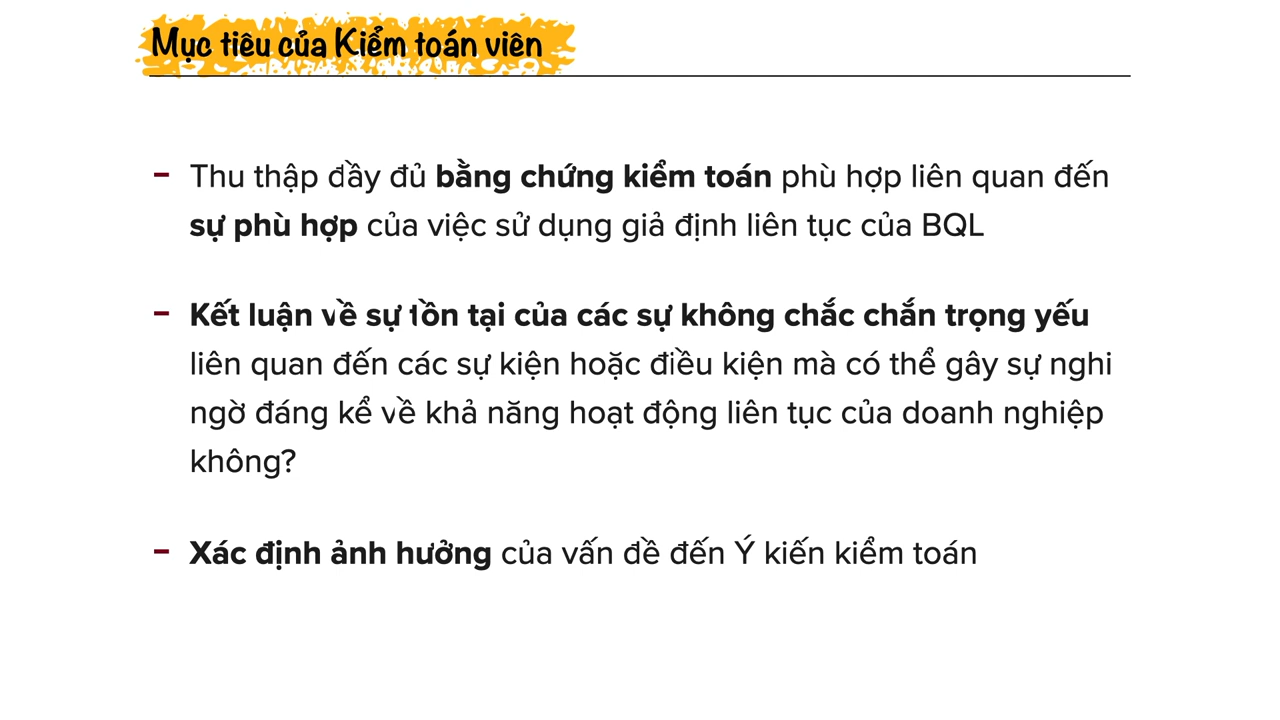 Mục tiêu của Kiểm toán viên
- Thu thập đầy đủ bằng chứng kiểm toán phù hợp liên quan đến
sự phù hợp của việc sử dụng giả định liên tục của BQL
- Kết luận về sự tồn tại của các sự không chắc chắn trọng yếu
liên quan đến các sự kiện hoặc điều kiện mà có thể gây sự nghi
ngờ đáng kể về khả năng hoạt động liên tục của doanh nghiệp
không?
- Xác định ảnh hưởng của vấn đề đến Ý kiến kiểm toán